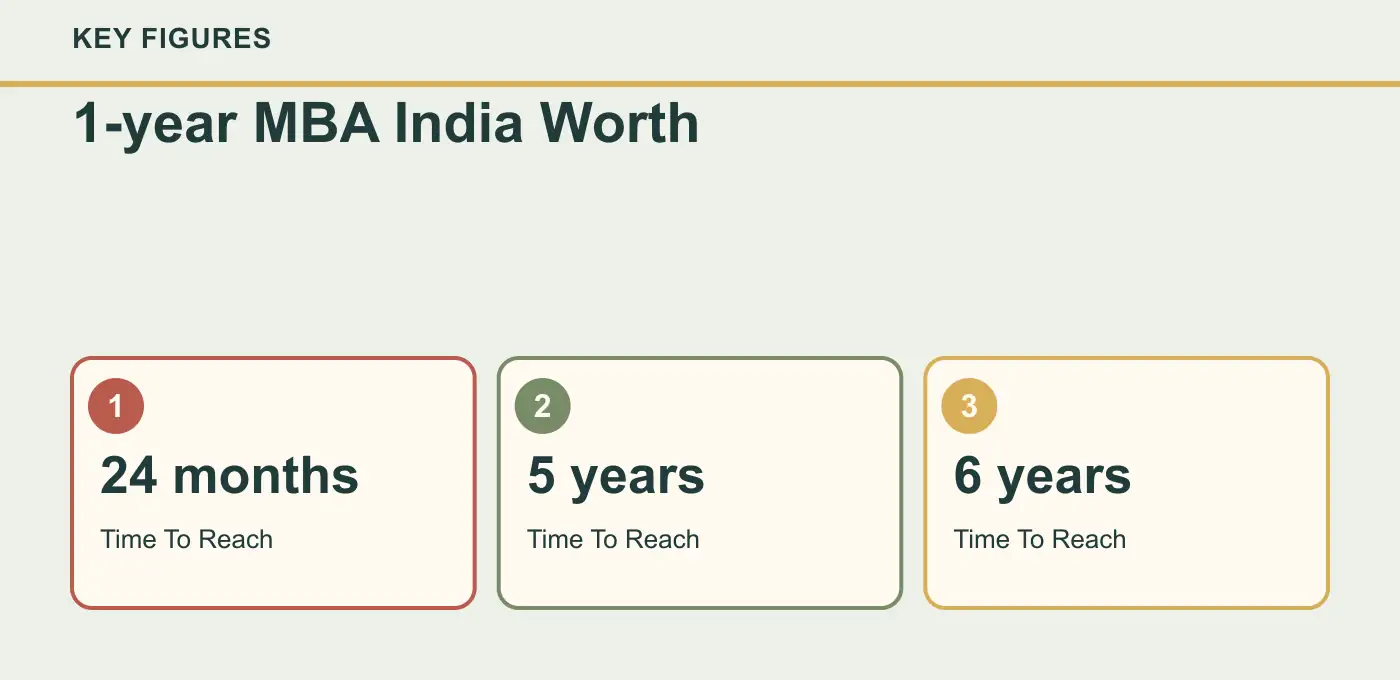 KEY FIGURES
1-year MBA India Worth
1
24 months
Time To Reach
2
5 years
Time To Reach
3
6 years
Time To Reach